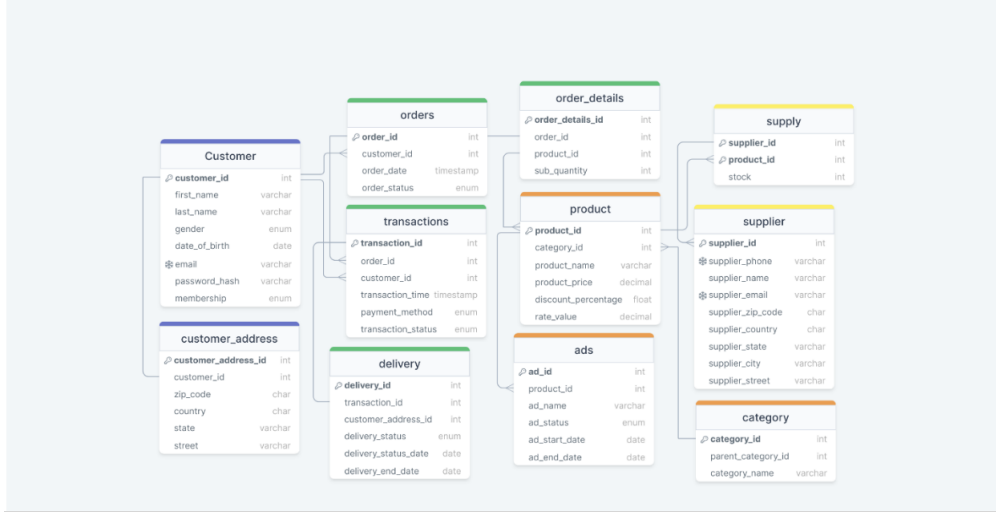 Customer
customer_id int
first_name varchar
last_name varchar
gender enum
date_of_birth date
email varchar
password_hash varchar
membership enum
customer_address
customer_address_id int
customer_id int
zip_code char
country char
state varchar
street varchar
orders
order_id int
customer_id int
order_date timestamp
order_status enum
transactions
transaction_id int
order_id int
customer_id int
transaction_time timestamp
payment_method enum
transaction_status enum
delivery
delivery_id int
transaction_id int
customer_address_id int
delivery_status enum
delivery_status_date date
delivery_end_date date
order_details
order_details_id int
order_id int
product_id int
sub_quantity int
product
product_id int
category_id int
product_name varchar
product_price decimal
discount_percentage float
rate_value decimal
ads
ad_id int
product_id int
ad_name varchar
ad_status enum
ad_start_date date
ad_end_date date
supply
supplier_id int
product_id int
stock int
supplier
supplier_id int
supplier_phone varchar
supplier_name varchar
supplier_email varchar
supplier_zip_code char
supplier_country char
supplier_state varchar
supplier_city varchar
supplier_street varchar
category
category_id int
parent_category_id int
category_name varchar